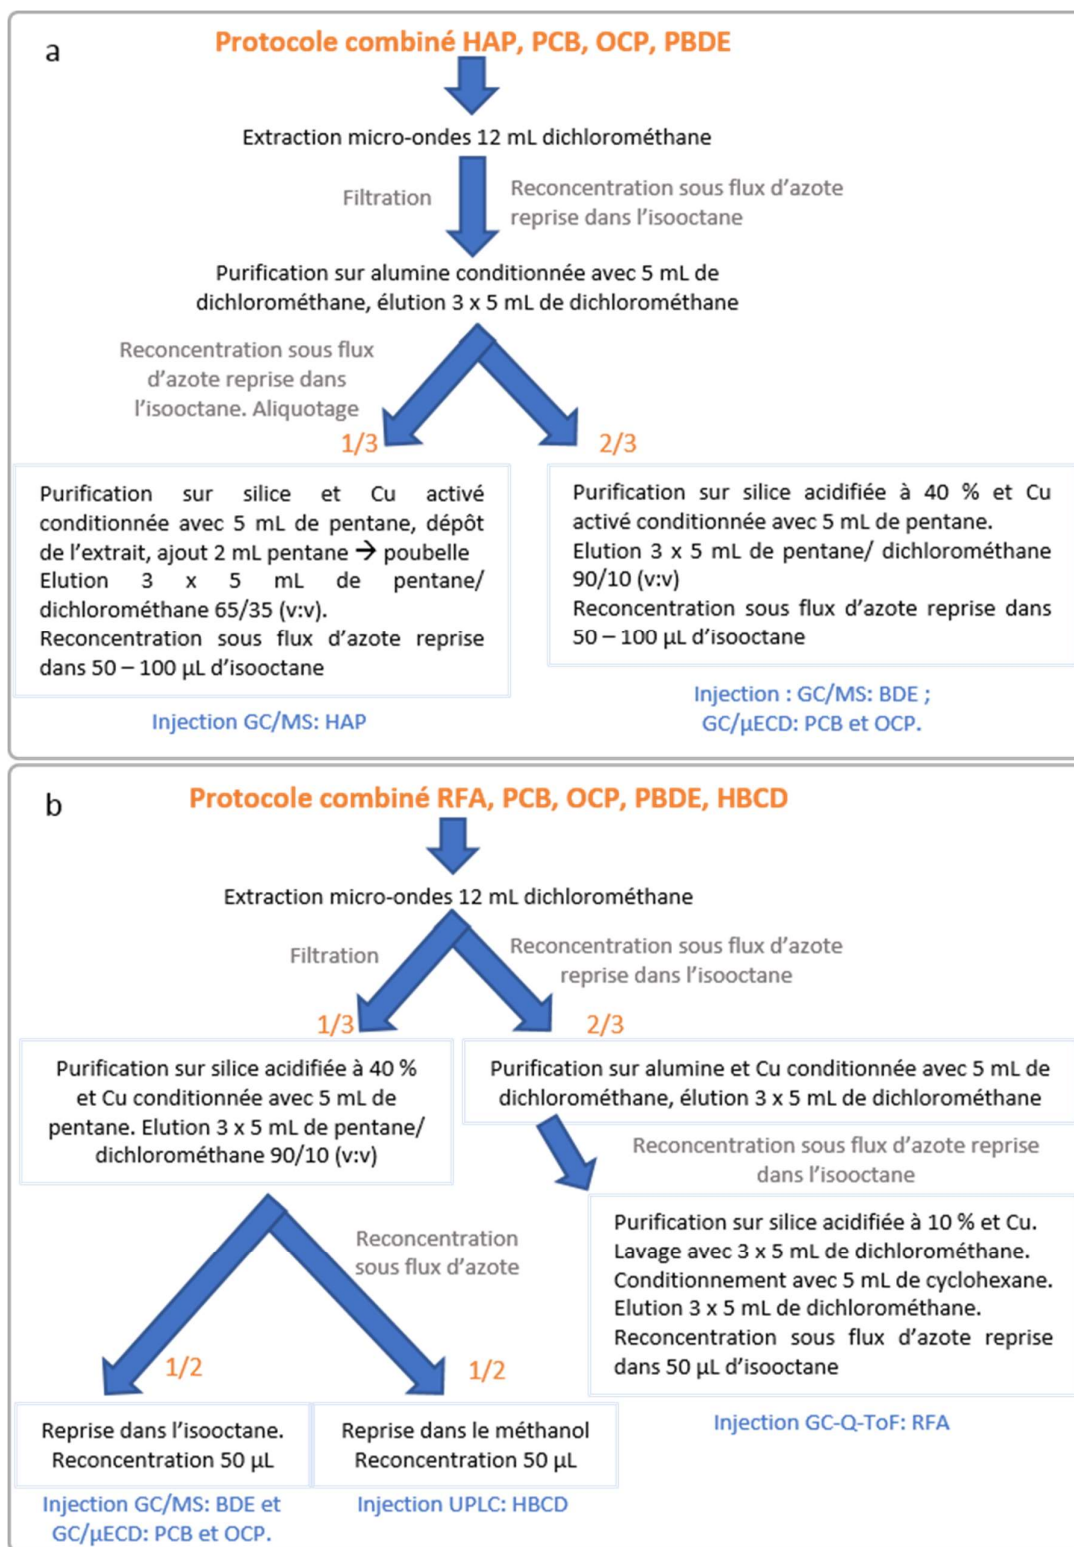 a
Protocole combiné HAP, PCB, OCP, PBDE
Extraction micro-ondes 12 mL dichlorométhane
Filtration
Reconcentration sous flux d'azote
reprise dans l'isooctane
Purification sur alumine conditionnée avec 5 mL de
dichlorométhane, élution 3 x 5 mL de dichlorométhane
Reconcentration sous flux
d'azote reprise dans
l'isooctane. Aliquotage
1/3
2/3
Purification sur silice et Cu activé
conditionnée avec 5 mL de pentane, dépôt
de l'extrait, ajout 2 mL pentane → poubelle
Elution 3 x 5 mL de pentane/
dichlorométhane 65/35 (v:v).
Reconcentration sous flux d'azote reprise
dans 50 – 100 µL d'isooctane
Injection GC/MS: HAP
Purification sur silice acidifiée à 40 % et Cu
activé conditionnée avec 5 mL de pentane.
Elution 3 x 5 mL de pentane/ dichlorométhane
90/10 (v:v)
Reconcentration sous flux d'azote reprise dans
50 – 100 µL d'isooctane
Injection : GC/MS: BDE ;
GC/µECD: PCB et OCP.
b
Protocole combiné RFA, PCB, OCP, PBDE, HBCD
Extraction micro-ondes 12 mL dichlorométhane
Filtration
Reconcentration sous flux d'azote
reprise dans l'isooctane
1/3
2/3
Purification sur silice acidifiée à 40 %
et Cu conditionnée avec 5 mL de
pentane. Elution 3 x 5 mL de pentane/
dichlorométhane 90/10 (v:v)
Purification sur alumine et Cu conditionnée avec 5 mL de
dichlorométhane, élution 3 x 5 mL de dichlorométhane
Reconcentration sous flux d'azote reprise
dans l'isooctane
Reconcentration
sous flux d'azote
Purification sur silice acidifiée à 10 % et Cu.
Lavage avec 3 x 5 mL de dichlorométhane.
Conditionnement avec 5 mL de cyclohexane.
Elution 3 x 5 mL de dichlorométhane.
Reconcentration sous flux d'azote reprise
dans 50 µL d'isooctane
Injection GC-Q-ToF: RFA
1/2
1/2
Reprise dans l'isooctane.
Reconcentration 50 µL
Injection GC/MS: BDE et
GC/µECD: PCB et OCP.
Reprise dans le méthanol
Reconcentration 50 µL
Injection UPLC: HBCD